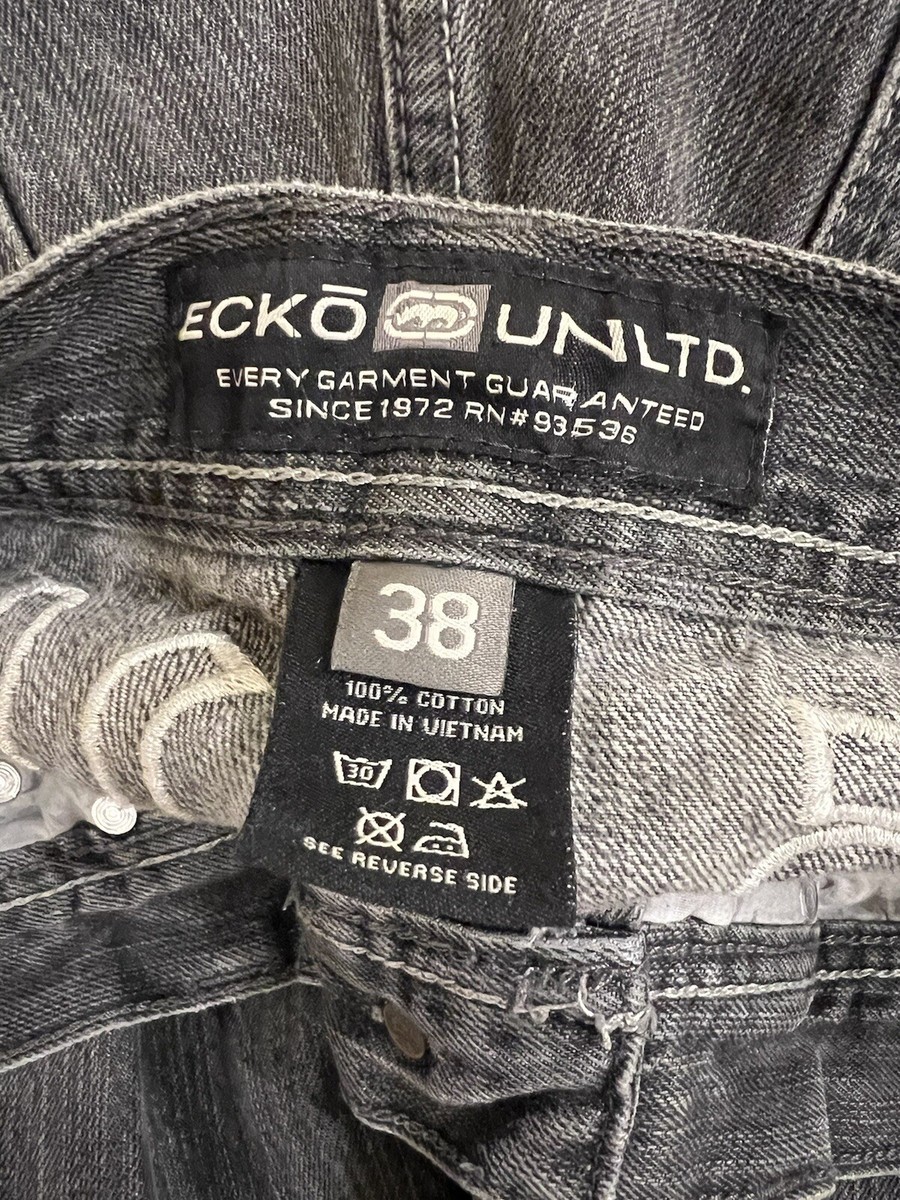 ECKŌ UNLTD.
EVERY GARMENT GUARANTEED
SINCE 1972 RN#93536
38
100% COTTON
MADE IN VIETNAM
30
SEE REVERSE SIDE